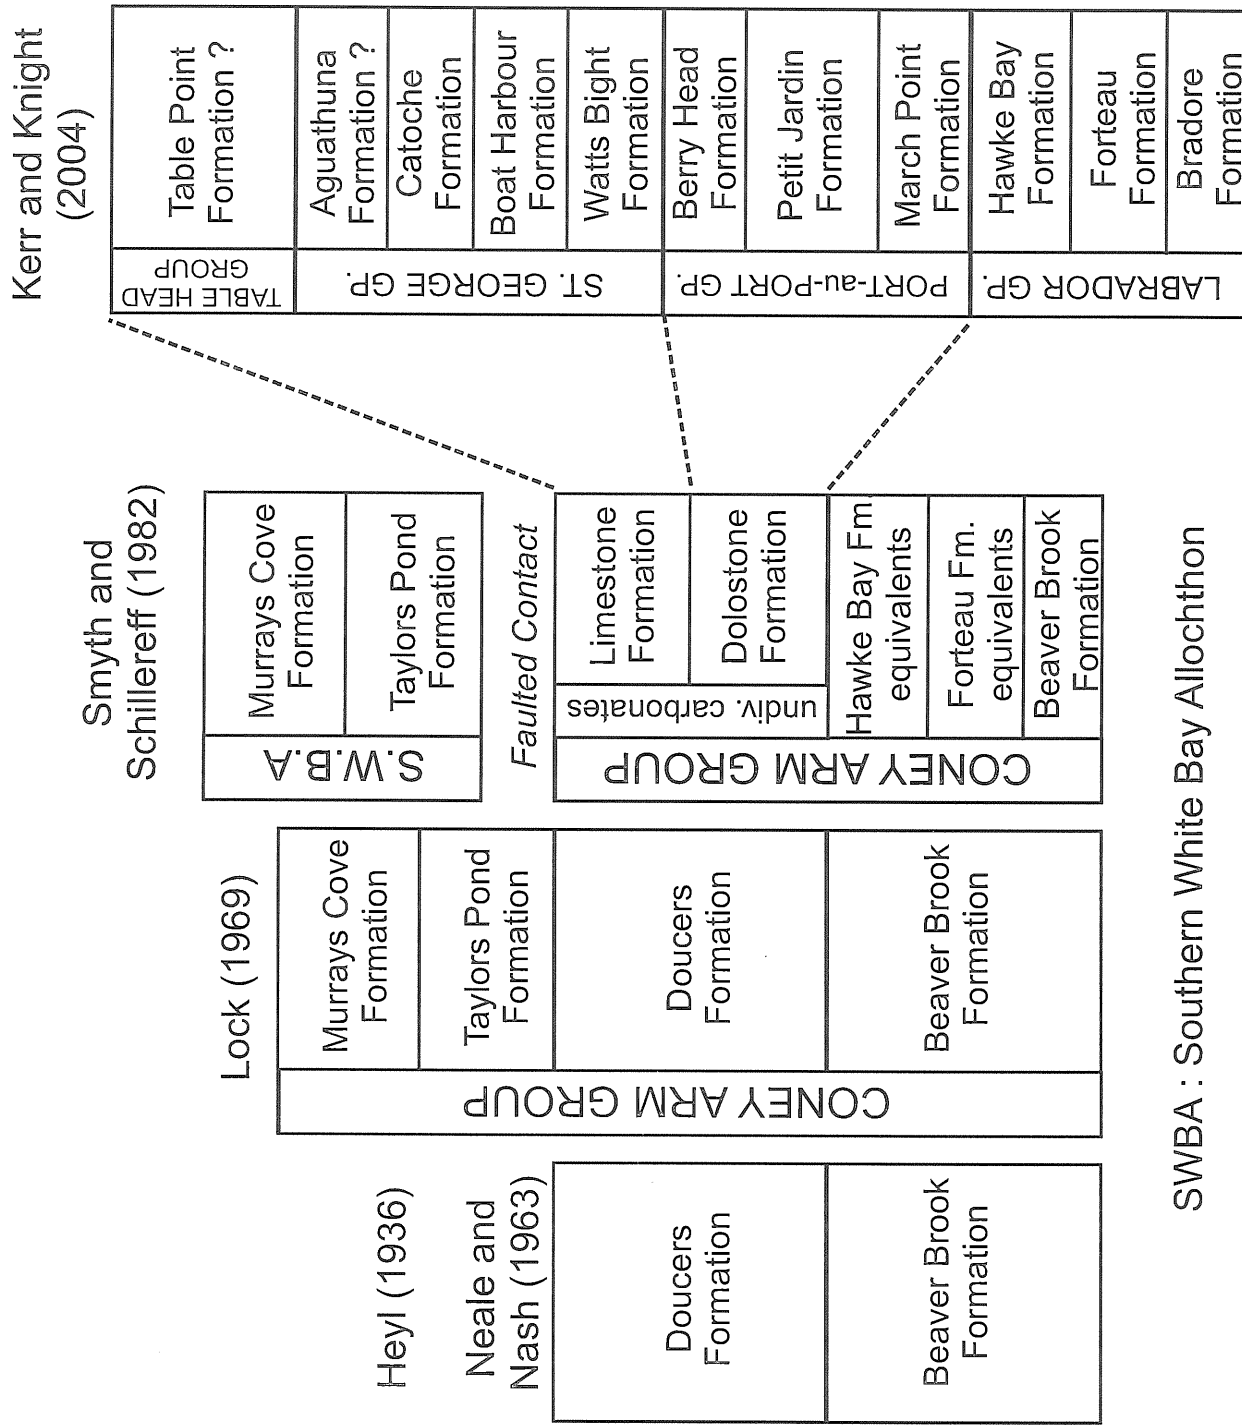 Heyl (1936)
Neale and
Nash (1963)
Doucers
Formation
Beaver Brook
Formation
Lock (1969)
CONEY ARM GROUP
Murrays Cove
Formation
Taylors Pond
Formation
Doucers
Formation
Beaver Brook
Formation
Smyth and
Schillereff (1982)
S.W.B.A
Murrays Cove
Formation
Taylors Pond
Formation
Faulted Contact
CONEY ARM GROUP
undiv. carbonates
Limestone
Formation
Dolostone
Formation
Hawke Bay Fm.
equivalents
Forteau Fm.
equivalents
Beaver Brook
Formation
Kerr and Knight
(2004)
TABLE HEAD
GROUP
Table Point
Formation ?
ST. GEORGE GP.
Aguathuna
Formation ?
Catoche
Formation
Boat Harbour
Formation
Watts Bight
Formation
PORT-au-PORT GP.
Berry Head
Formation
Petit Jardin
Formation
March Point
Formation
LABRADOR GP.
Hawke Bay
Formation
Forteau
Formation
Bradore
Formation
SWBA : Southern White Bay Allochthon